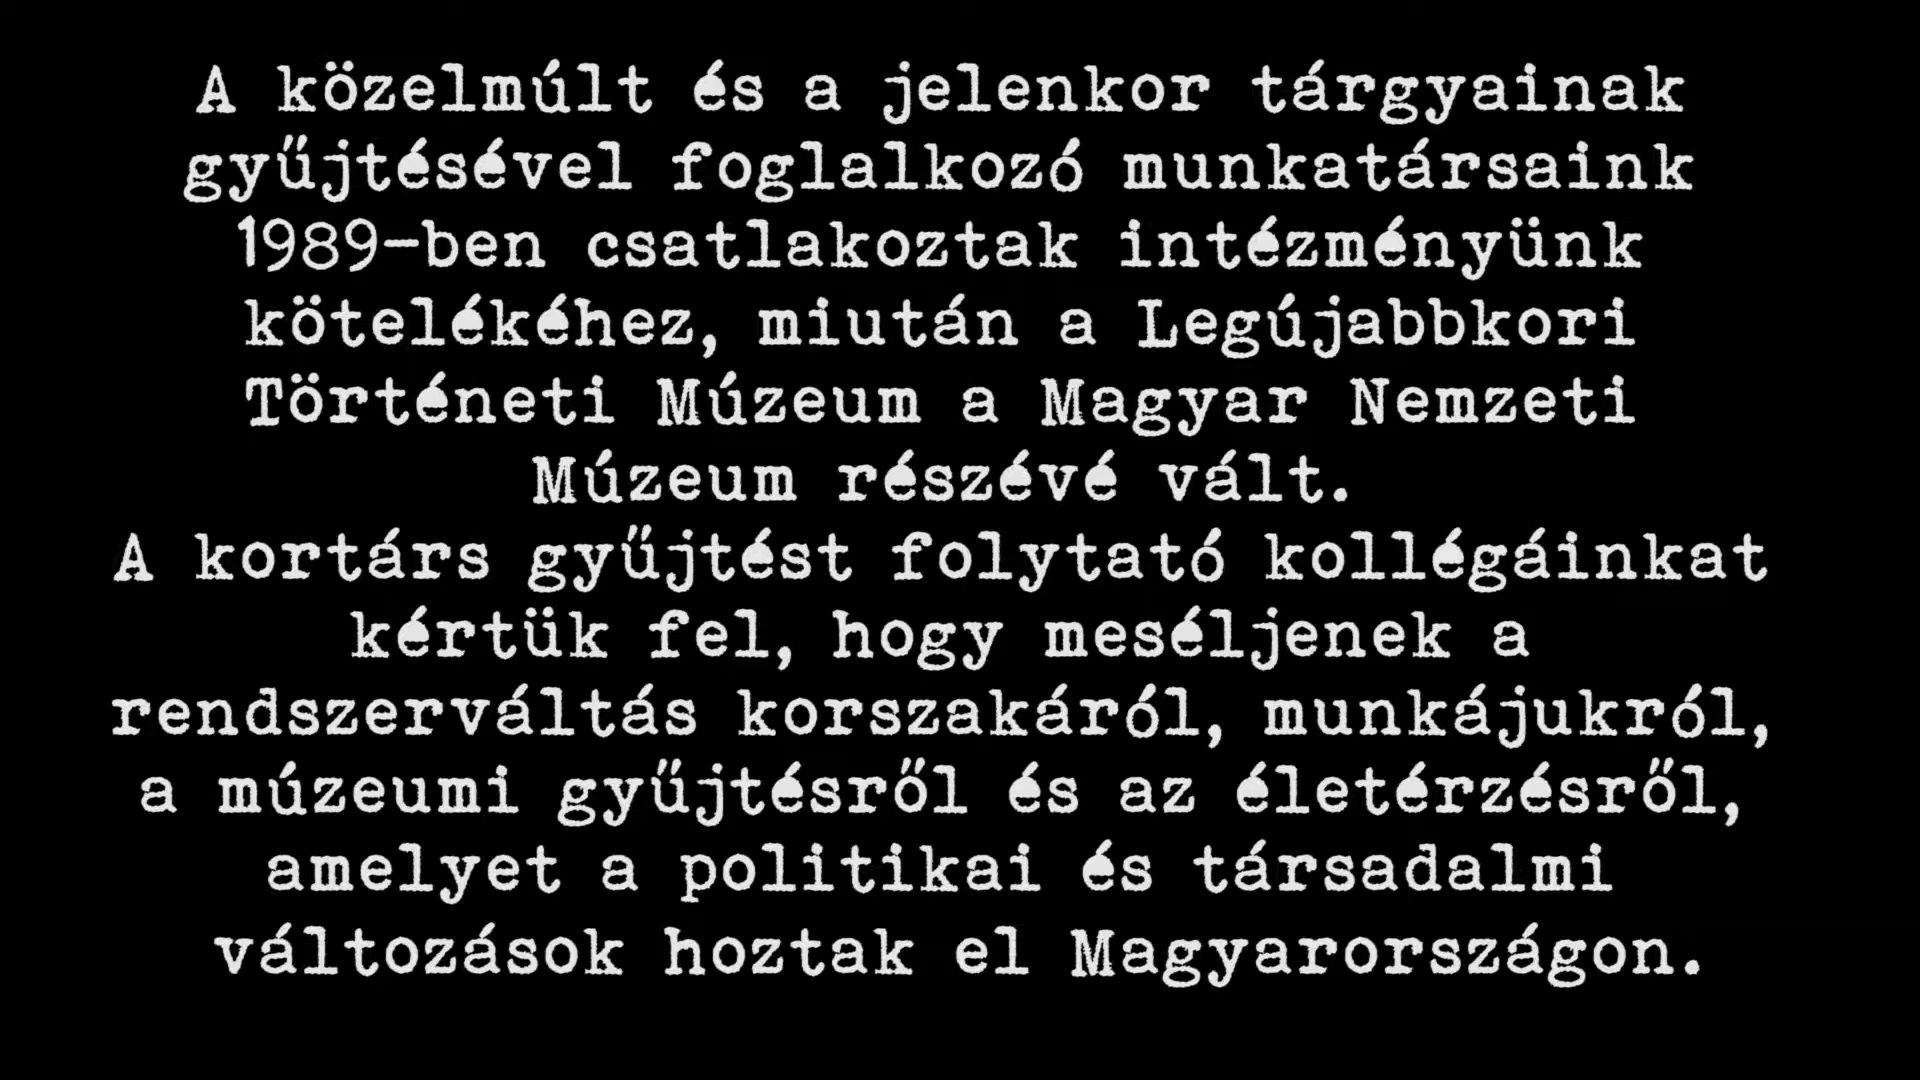 A közelmúlt és a jelenkor tárgyainak
gyűjtésével foglalkozó munkatársaink
1989-ben csatlakoztak intézményünk
kötelékéhez, miután a Legújabbkori
Történeti Múzeum a Magyar Nemzeti
Múzeum részévé vált.
A kortárs gyűjtést folytató kollégáinkat
kértük fel, hogy meséljenek a
rendszerváltás korszakáról, munkájukról,
a múzeumi gyűjtésről és az életérzésről,
amelyet a politikai és társadalmi
változások hoztak el Magyarországon.